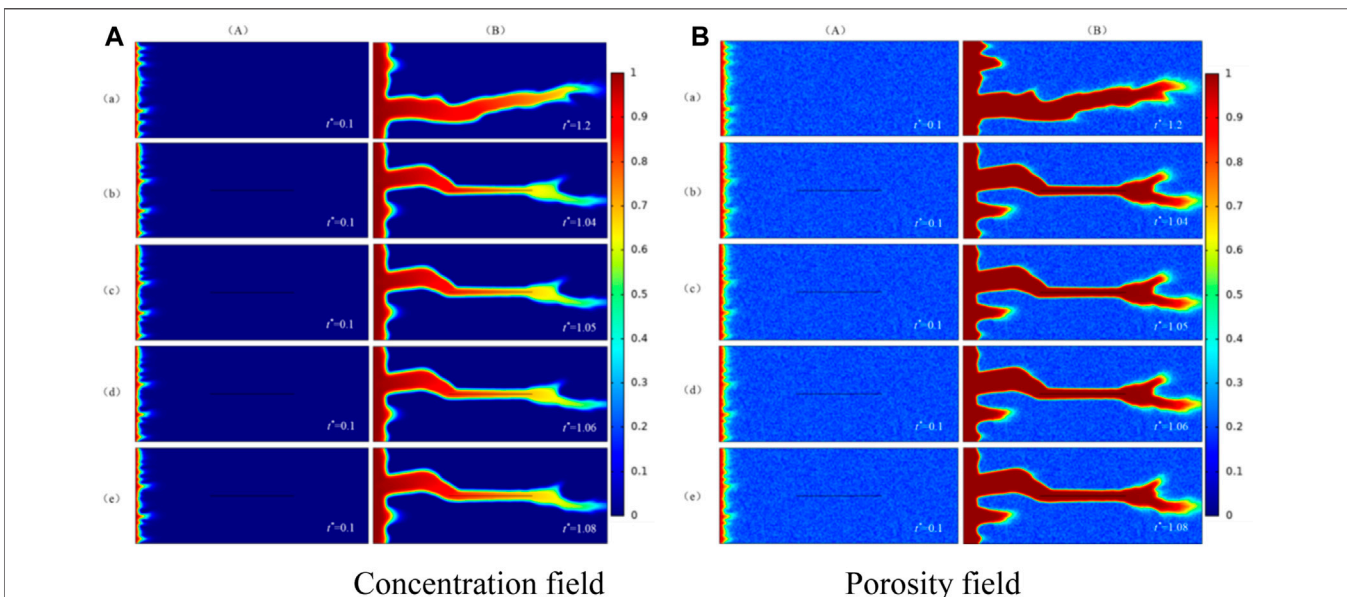 A
(A)
(B)
B
(A)
(B)
(a)
t*=0.1
t*=1.2
(b)
t*=0.1
t*=1.04
(c)
t*=0.1
t*=1.05
(d)
t*=0.1
t*=1.06
(e)
t*=0.1
t*=1.08
1
0.9
0.8
0.7
0.6
0.5
0.4
0.3
0.2
0.1
0
(a)
t*=0.1
t*=1.2
(b)
t*=0.1
t*=1.04
(c)
t*=0.1
t*=1.05
(d)
t*=0.1
t*=1.06
(e)
t*=0.1
t*=1.08
1
0.9
0.8
0.7
0.6
0.5
0.4
0.3
0.2
0.1
0
Concentration field
Porosity field